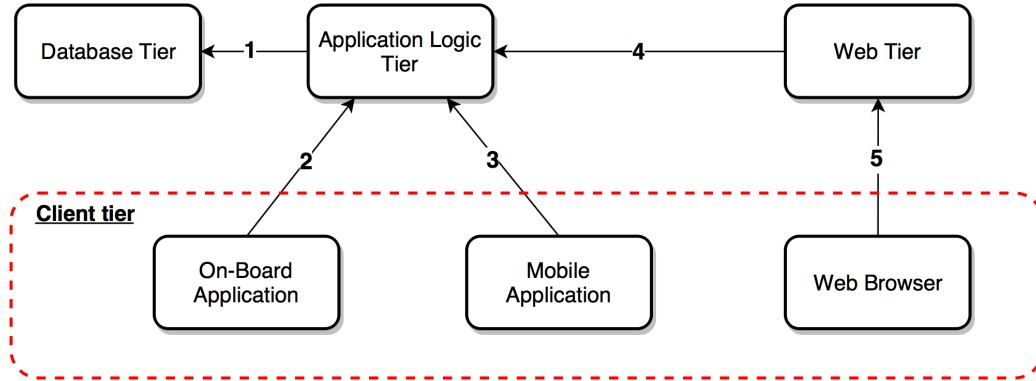 Database Tier
1
Application Logic
Tier
4
Web Tier
2
3
5
Client tier
On-Board
Application
Mobile
Application
Web Browser